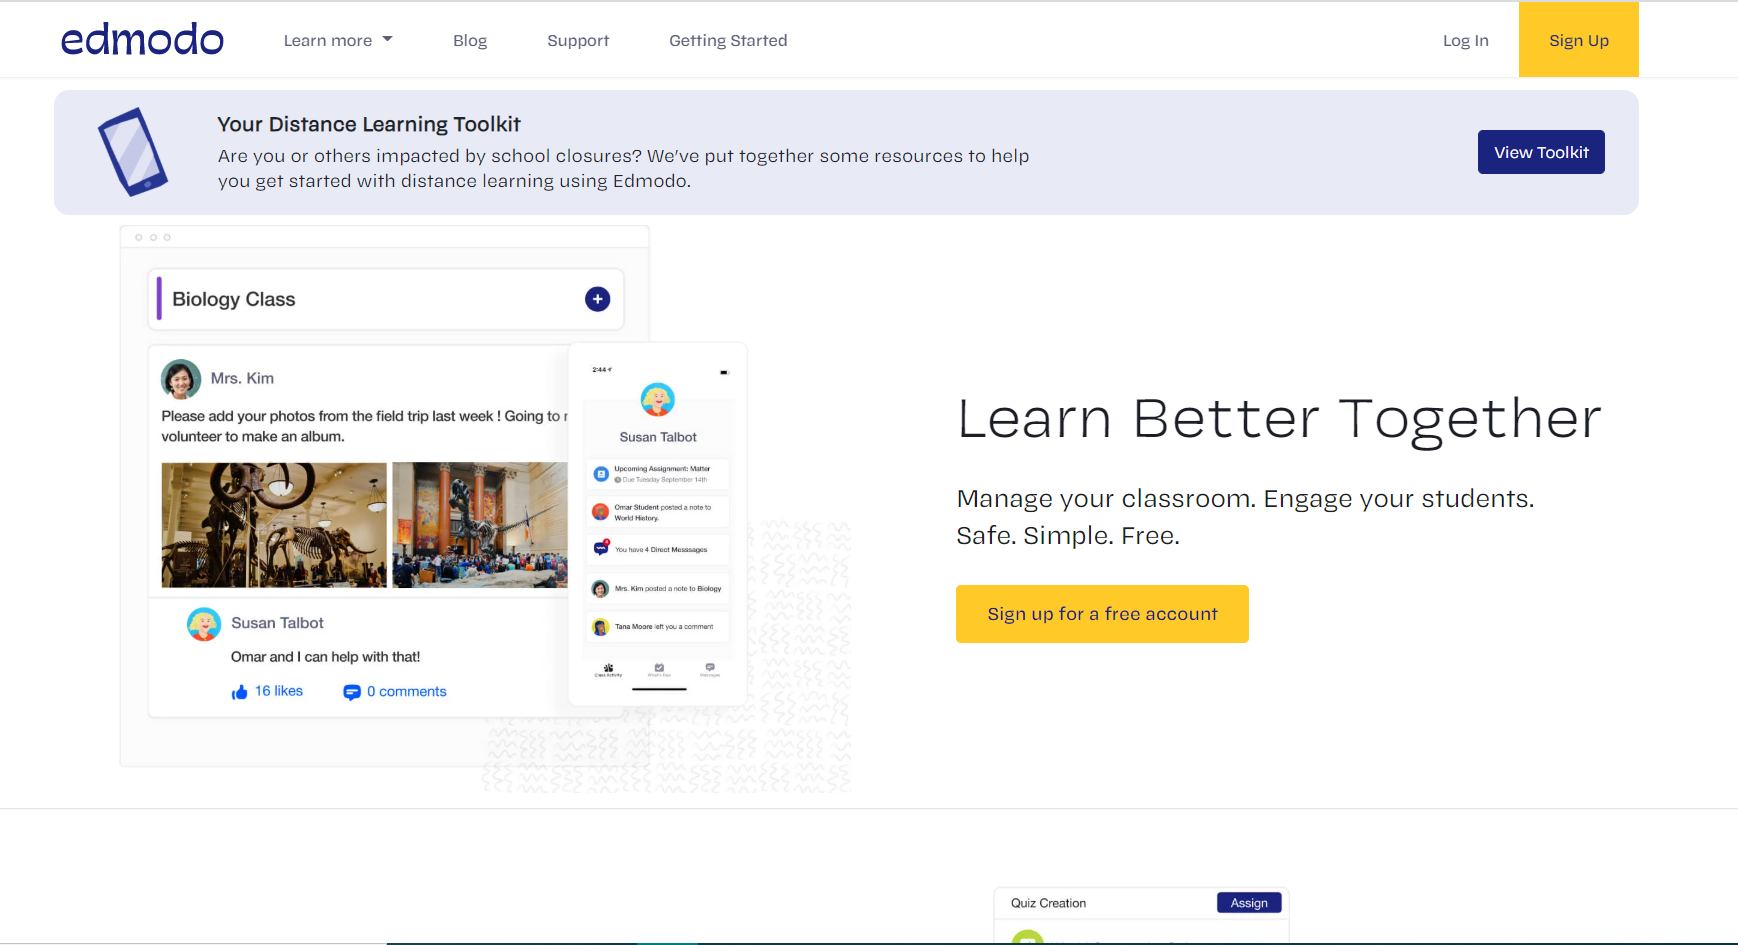 edmodo
Learn more
Blog
Support
Getting Started
Log In
Sign Up
Your Distance Learning Toolkit
Are you or others impacted by school closures? We've put together some resources to help
you get started with distance learning using Edmodo.
View Toolkit
Biology Class
Mrs. Kim
Please add your photos from the field trip last week ! Going to
volunteer to make an album.
Susan Talbot
Omar and I can help with that!
16 likes
0 comments
2:44
Susan Talbot
Upcoming Assignment: Matter
Due Tuesday September 14th
Omar Student posted a note to
World History.
You have 4 Direct Messsages
Mrs. Kim posted a note to Biology
Tana Moore left you a comment
Class Activity
What's Due
Messages
Learn Better Together
Manage your classroom. Engage your students.
Safe. Simple. Free.
Sign up for a free account
Quiz Creation
Assign